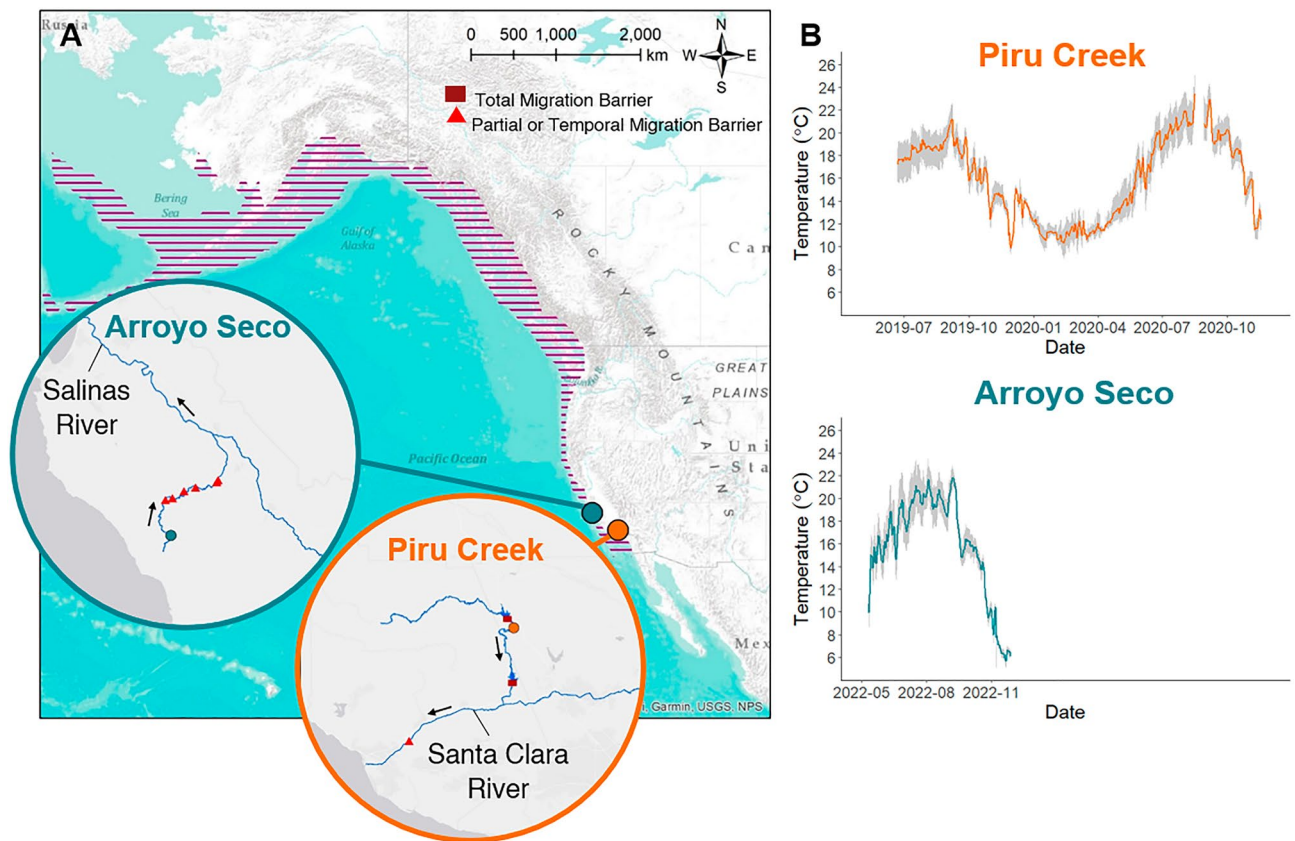 Russia
A
0 500 1,000 2,000
km
N
W E
S
Total Migration Barrier
Partial or Temporal Migration Barrier
Bering
Sea
Gulf of
Alaska
ROCKY MOUNTAINS
Can
GREAT
PLAINS
Uni
Sta
Pacific Ocean
Mex
, Garmin, USGS, NPS
Arroyo Seco
Salinas
River
Piru Creek
Santa Clara
River
B
Piru Creek
Temperature (°C)
26
24
22
20
18
16
14
12
10
8
6
2019-07 2019-10 2020-01 2020-04 2020-07 2020-10
Date
Arroyo Seco
Temperature (°C)
26
24
22
20
18
16
14
12
10
8
6
2022-05 2022-08 2022-11
Date